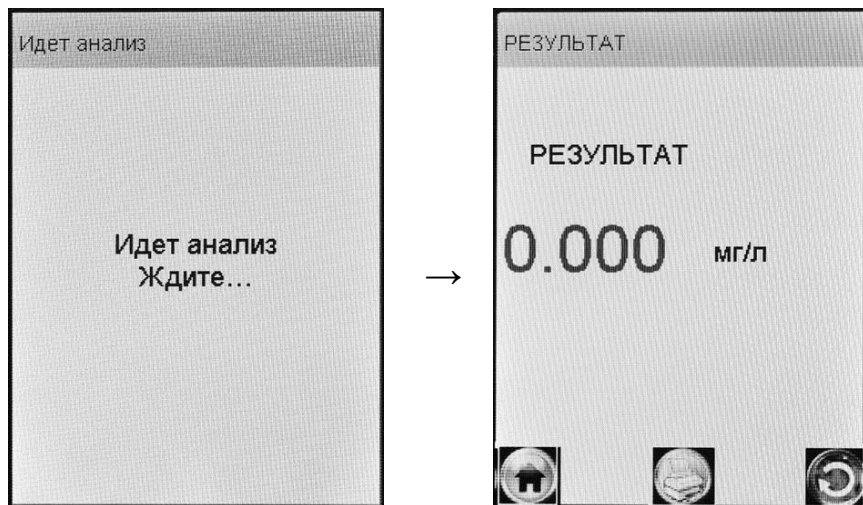 Идет анализ
Идет анализ
Ждите...
→
РЕЗУЛЬТАТ
РЕЗУЛЬТАТ
0.000 мг/л